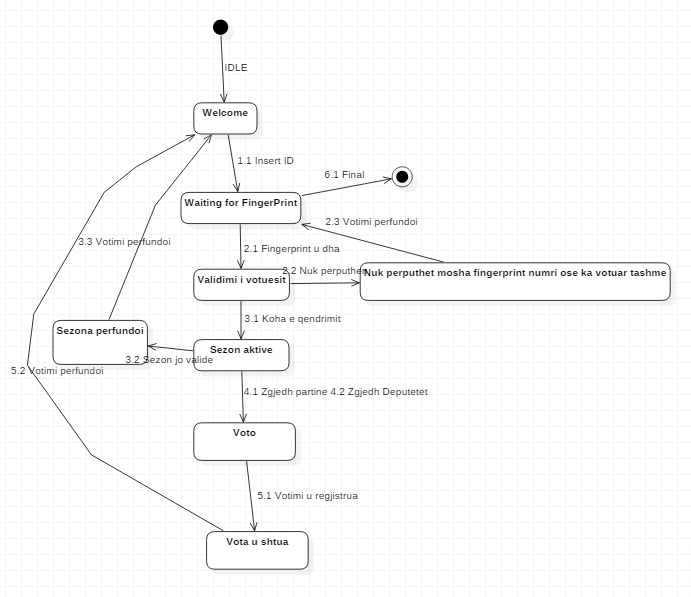 IDLE
Welcome
1.1 Insert ID
6.1 Final
Waiting for FingerPrint
2.3 Votimi perfundoi
3.3 Votimi perfundoi
2.1 Fingerprint u dha
2.2 Nuk perputhet
Validimi i votuesit
Nuk perputhet mosha fingerprint numri ose ka votuar tashme
3.1 Koha e qendrimit
Sezona perfundoi
Sezon aktive
3.2 Sezon jo valide
5.2 Votimi perfundoi
4.1 Zgjedh partine 4.2 Zgjedh Deputetet
Voto
5.1 Votimi u regjistrua
Vota u shtua